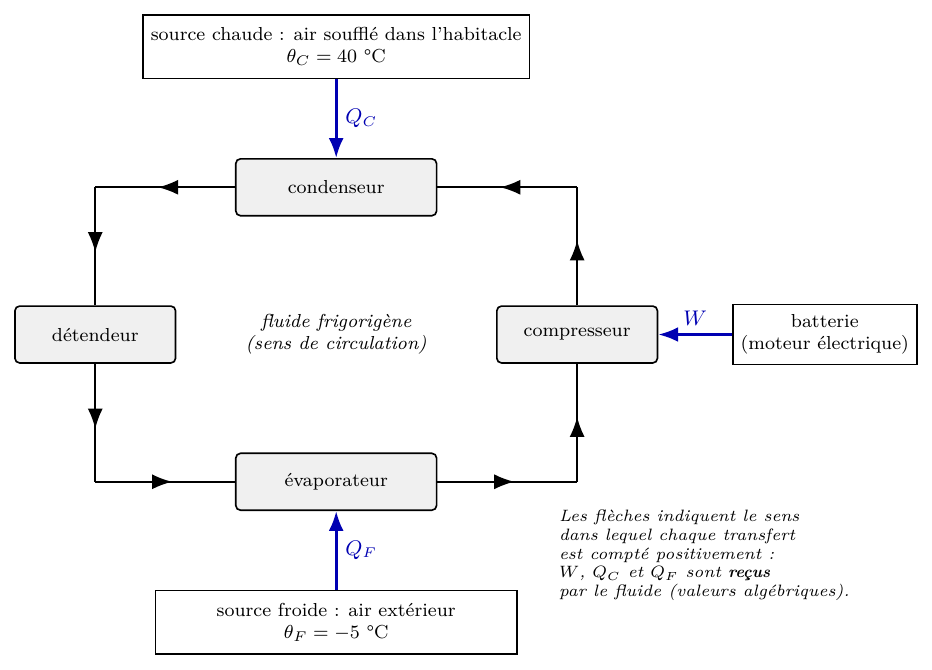 source chaude : air soufflé dans l'habitacle
θ_C = 40 °C
Q_C
condenseur
détendeur
fluide frigorigène
(sens de circulation)
compresseur
W
batterie
(moteur électrique)
évaporateur
Q_F
Les flèches indiquent le sens
dans lequel chaque transfert
est compté positivement :
W, Q_C et Q_F sont reçus
par le fluide (valeurs algébriques).
source froide : air extérieur
θ_F = −5 °C